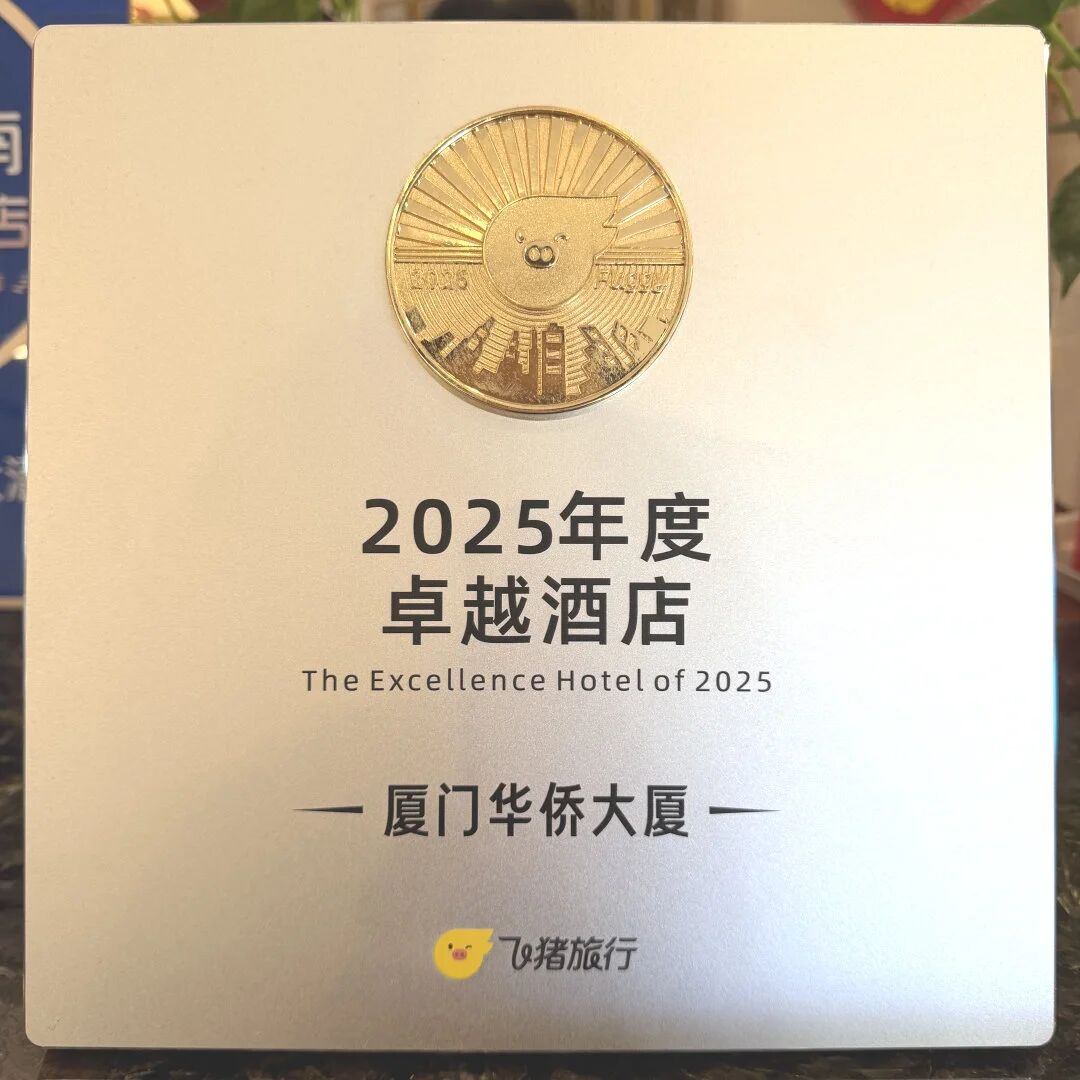 2025年度
卓越酒店
The Excellence Hotel of 2025
厦门华侨大厦
飞猪旅行